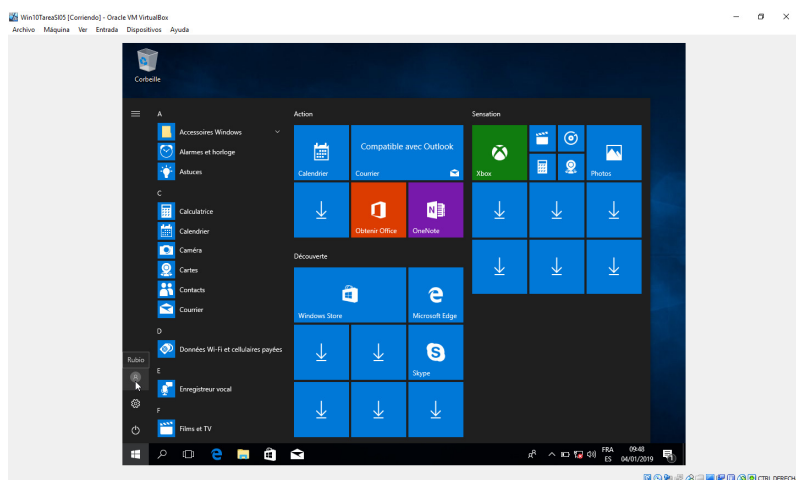 Win10TareaSI05 [Corriendo] - Oracle VM VirtualBox
Archivo Máquina Ver Entrada Dispositivos Ayuda
Corbeille
A
Accessoires Windows
Alarmes et horloge
Astuces
C
Calculatrice
Calendrier
Caméra
Cartes
Contacts
Courrier
D
Données Wi-Fi et cellulaires payées
E
Enregistreur vocal
F
Films et TV
Rubio
Action
Calendrier
Compatible avec Outlook
Courrier
Obtenir Office
OneNote
Découverte
Windows Store
Microsoft Edge
Skype
Sensation
Xbox
Photos
FRA
ES
09:48
04/01/2019
1
CTRL DERECH